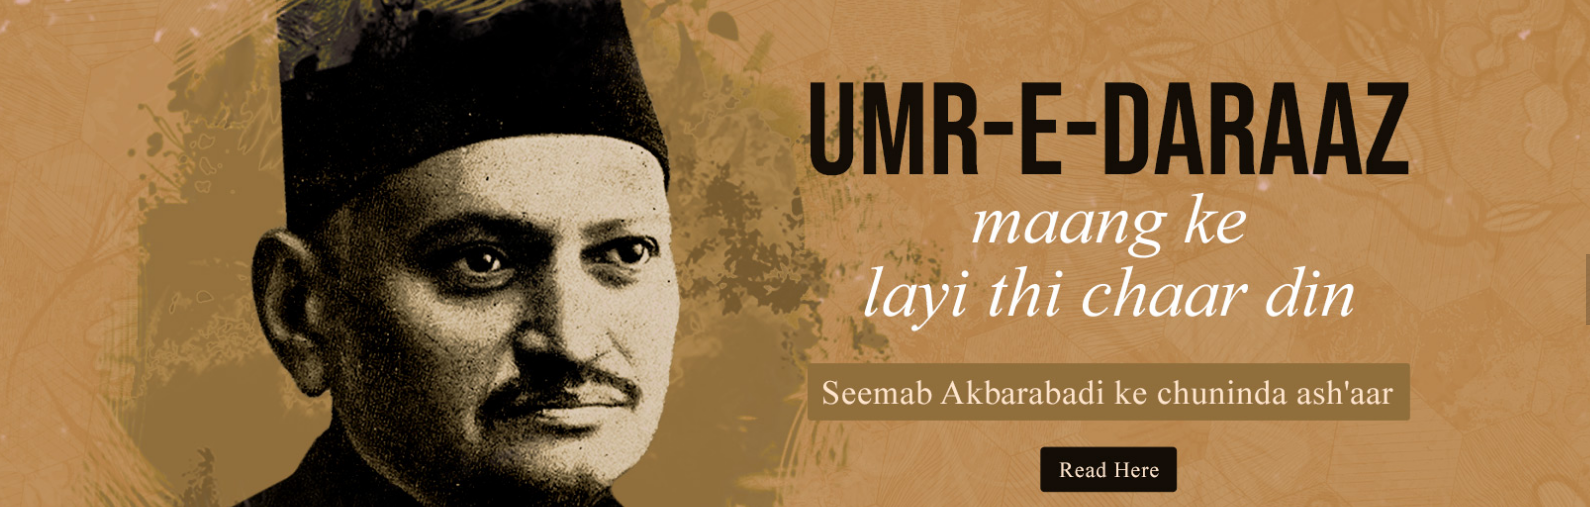 UMR-E-DARAAZ
maang ke
layi thi chaar din
Seemab Akbarabadi ke chuninda ash'aar
Read Here